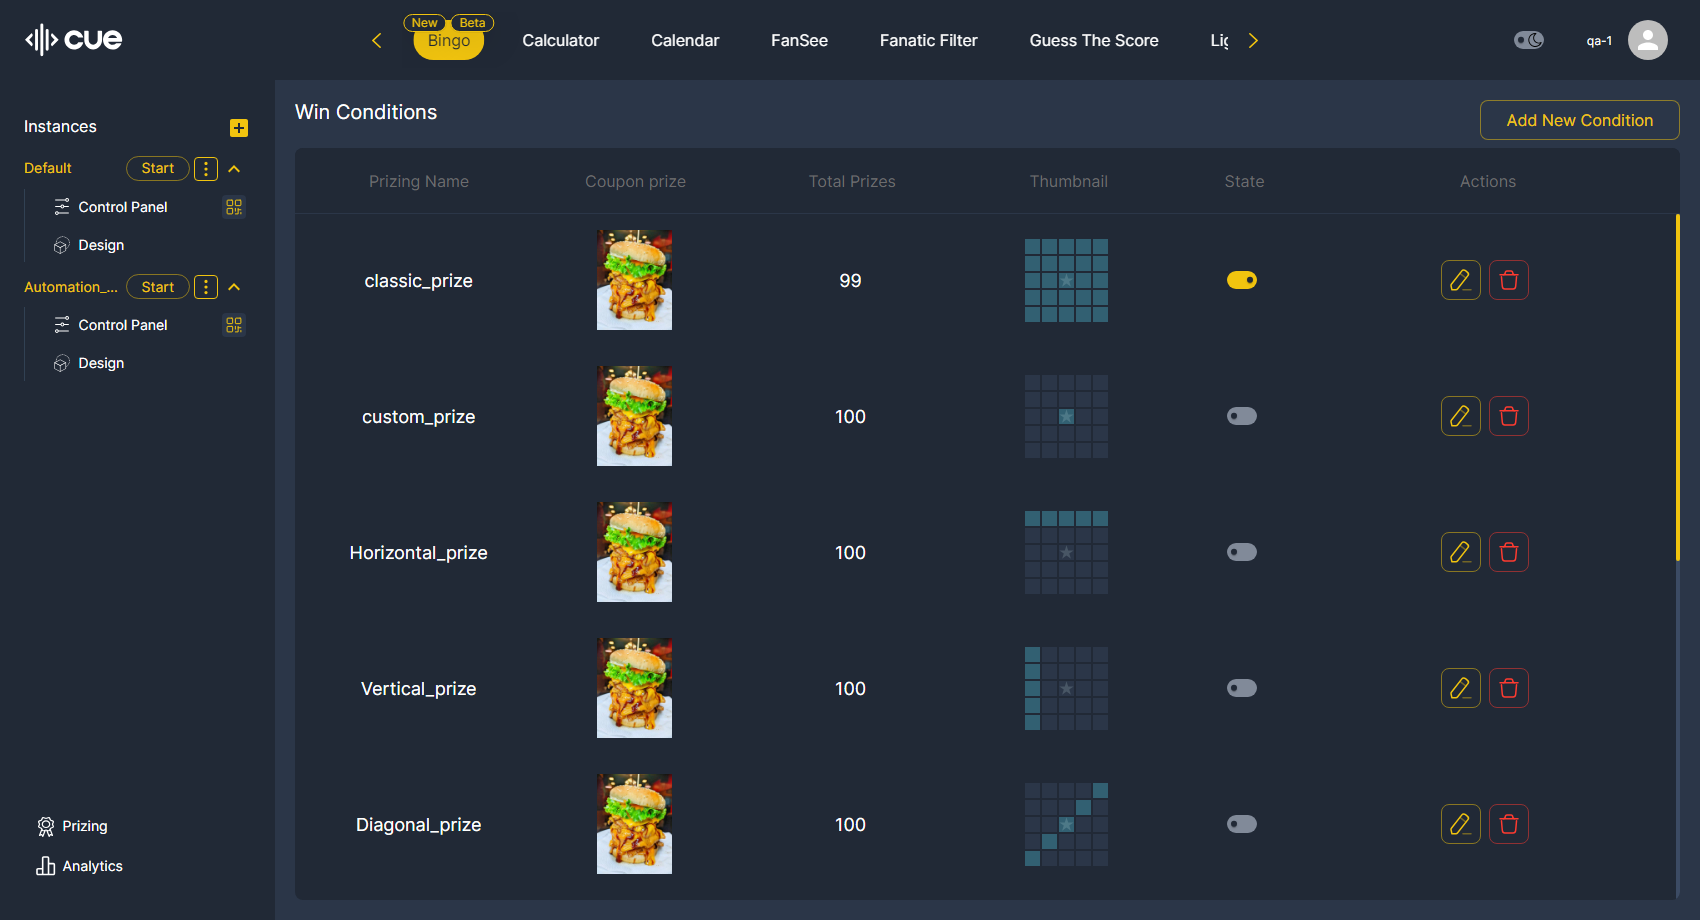 cue
New Beta
Bingo Calculator Calendar FanSee Fanatic Filter Guess The Score
qa-1
Instances
Default Start
Control Panel
Design
Automation_... Start
Control Panel
Design
Prizing
Analytics
Win Conditions
Add New Condition
Prizing Name Coupon prize Total Prizes Thumbnail State Actions
classic_prize 99
custom_prize 100
Horizontal_prize 100
Vertical_prize 100
Diagonal_prize 100